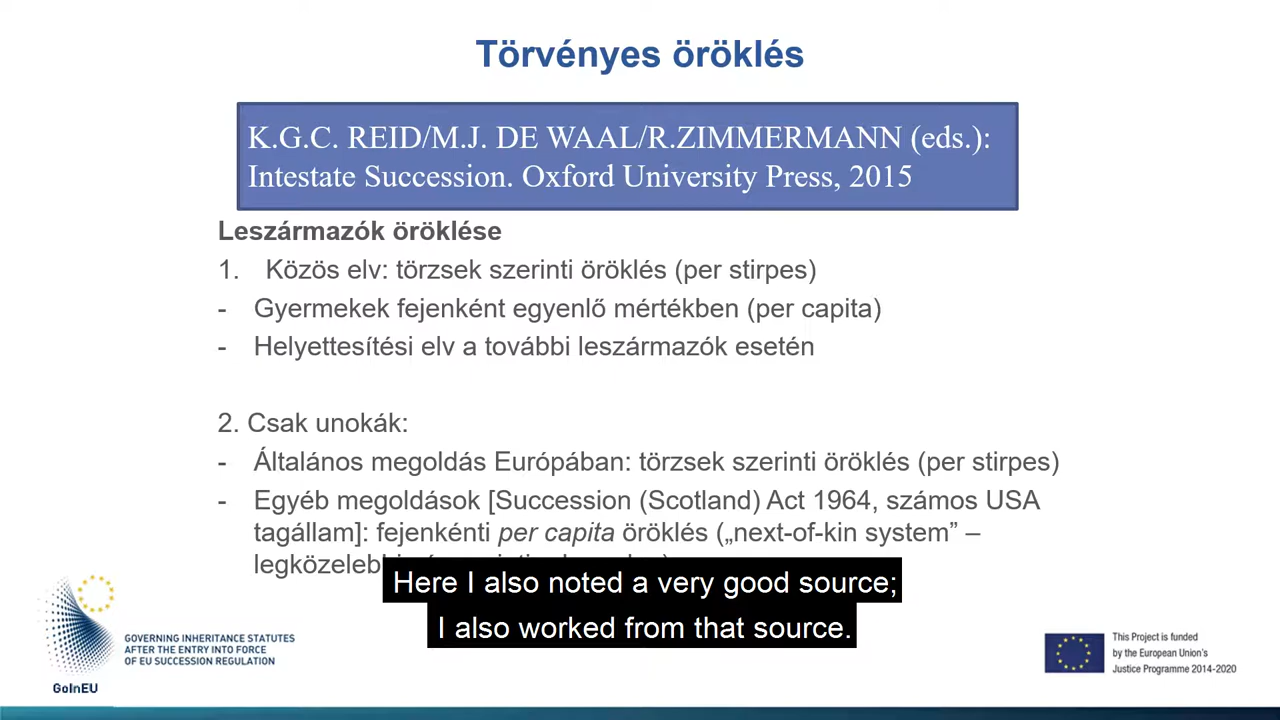 Törvényes öröklés
K.G.C. REID/M.J. DE WAAL/R.ZIMMERMANN (eds.):
Intestate Succession. Oxford University Press, 2015
Leszármazók öröklése
1. Közös elv: törzsek szerinti öröklés (per stirpes)
- Gyermekek fejenként egyenlő mértékben (per capita)
- Helyettesítési elv a további leszármazók esetén
2. Csak unokák:
- Általános megoldás Európában: törzsek szerinti öröklés (per stirpes)
- Egyéb megoldások [Succession (Scotland) Act 1964, számos USA
tagállam]: fejenkénti per capita öröklés („next-of-kin system” –
Here I also noted a very good source;
I also worked from that source.
GOVERNING INHERITANCE STATUTES
AFTER THE ENTRY INTO FORCE
OF EU SUCCESSION REGULATION
GoInEU
This Project is funded
by the European Union's
Justice Programme 2014-2020